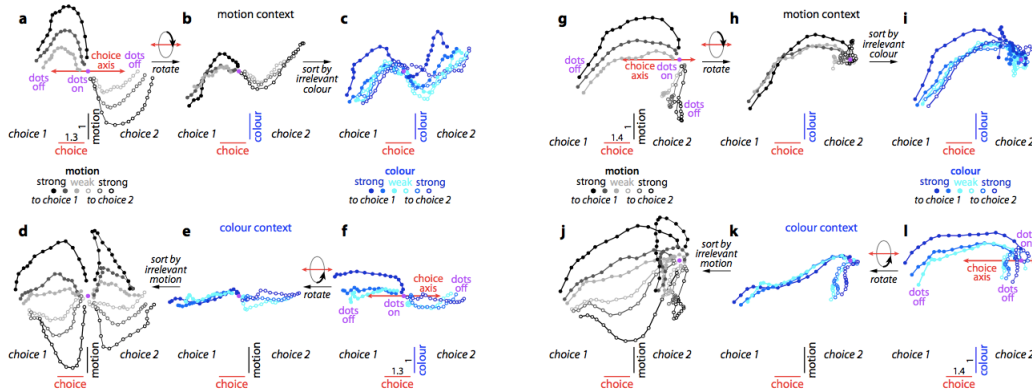 a
b
motion context
c
choice axis
dots off
dots off
dots on
rotate
sort by irrelevant colour
choice 1
1.3
1
motion
choice
choice 2
choice 1
colour
choice
choice 2
choice 1
colour
choice 2
motion
strong weak strong
to choice 1 to choice 2
colour
strong weak strong
to choice 1 to choice 2
d
e
colour context
f
sort by irrelevant motion
rotate
choice axis
dots off
dots on
dots off
choice 1
motion
choice
choice 2
choice 1
motion
choice
choice 2
choice 1
1.3
1
colour
choice 2
g
h
motion context
i
dots off
choice axis
dots on
dots off
rotate
sort by irrelevant colour
choice 1
1.4
1
motion
choice
choice 2
choice 1
colour
choice
choice 2
choice 1
colour
choice 2
motion
strong weak strong
to choice 1 to choice 2
colour
strong weak strong
to choice 1 to choice 2
j
k
colour context
l
sort by irrelevant motion
rotate
dots on
choice axis
dots off
dots off
choice 1
motion
choice
choice 2
choice 1
motion
choice
choice 2
choice 1
1.4
1
colour
choice 2